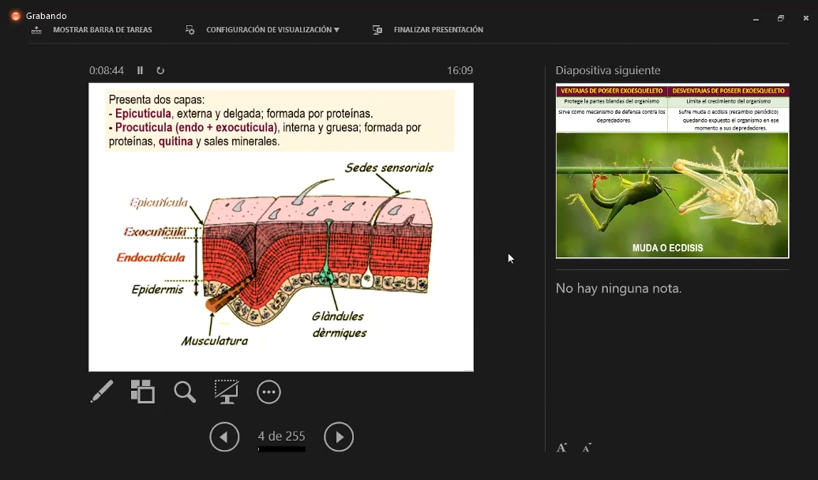 Grabando
MOSTRAR BARRA DE TAREAS
CONFIGURACIÓN DE VISUALIZACIÓN ▼
FINALIZAR PRESENTACIÓN
0:08:44
16:09
Presenta dos capas:
- Epicutícula, externa y delgada; formada por proteínas.
- Procutícula (endo + exocutícula), interna y gruesa; formada por
proteínas, quitina y sales minerales.
Sedes sensorials
Epicutícula
Exocutícula
Endocutícula
Epidermis
Glàndules
dèrmiques
Musculatura
4 de 255
Diapositiva siguiente
VENTAJAS DE POSEER EXOESQUELETO
DESVENTAJAS DE POSEER EXOESQUELETO
Protege la partes blandas del organismo
Limita el crecimiento del organismo
Sirve como mecanismo de defensa contra los
depredadores.
Sufre muda o ecdisis (recambio periódico)
quedando expuesto el organismo en ese
momento a sus depredadores.
MUDA O ECDISIS
No hay ninguna nota.
A A